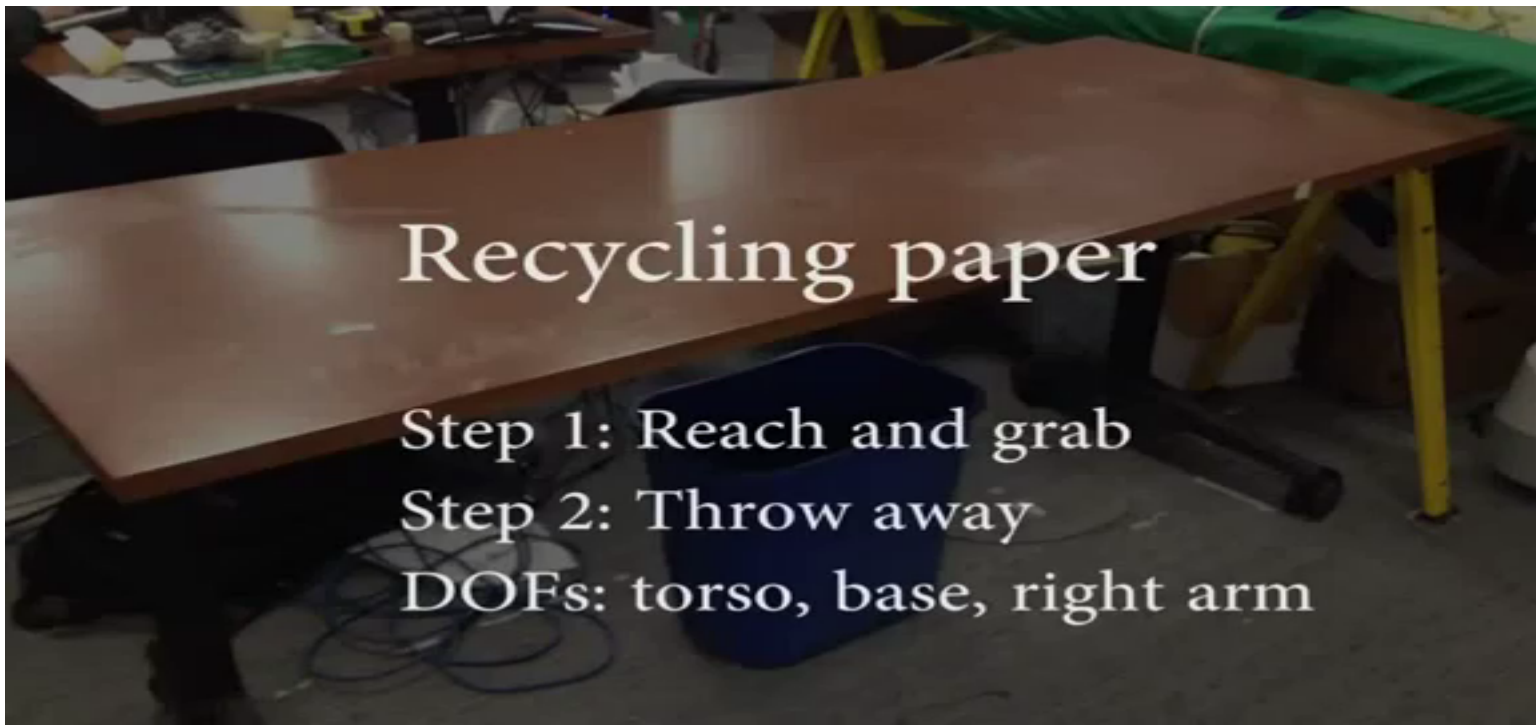 Recycling paper
Step 1: Reach and grab
Step 2: Throw away
DOFs: torso, base, right arm